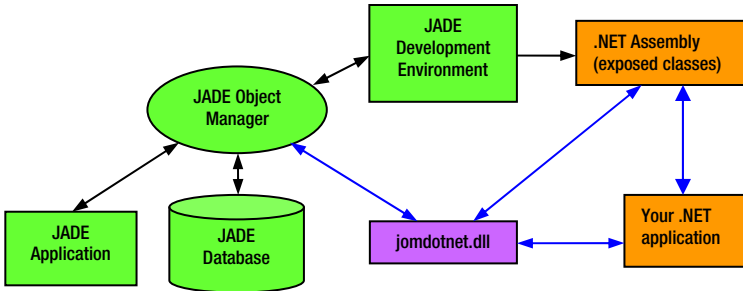 JADE
Development
Environment
.NET Assembly
(exposed classes)
JADE Object
Manager
JADE
Application
JADE
Database
jomdotnet.dll
Your .NET
application